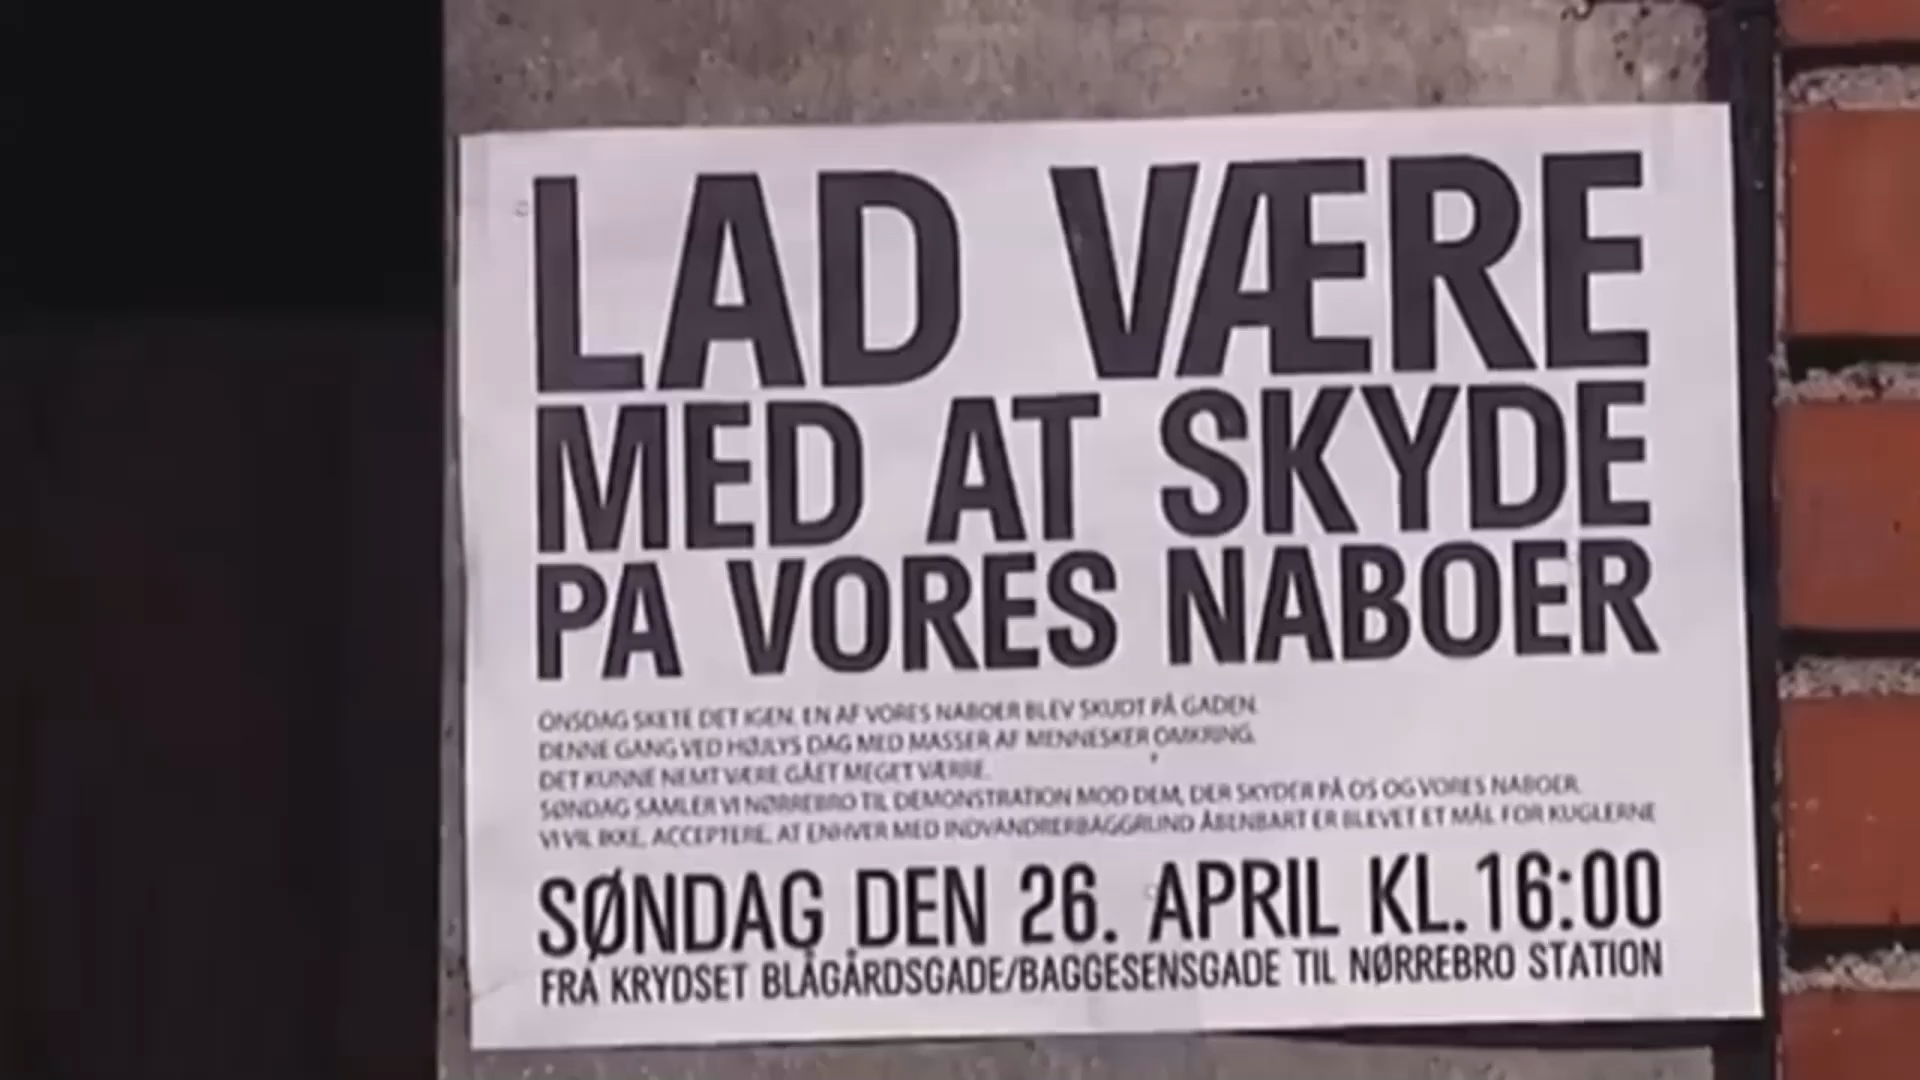 LAD VÆRE
MED AT SKYDE
PA VORES NABOER
ONSDAG SKETE DET IGEN. EN AF VORES NABOER BLEV SKUDT PÅ GADEN.
DENNE GANG VED HØJLYS DAG MED MASSER AF MENNESKER OMKRING.
DET KUNNE NEMT VÆRE GÅET MEGET VÆRRE.
SØNDAG SAMLER VI NØRREBRO TIL DEMONSTRATION MOD DEM, DER SKYDER PÅ OS OG VORES NABOER.
VI VIL IKKE, ACCEPTERE, AT ENHVER MED INDVANDRERBAGGRUND ÅBENBART ER BLEVET ET MÅL FOR KUGLERNE
SØNDAG DEN 26. APRIL KL.16:00
FRA KRYDSET BLÅGÅRDSGADE/BAGGESENSGADE TIL NØRREBRO STATION